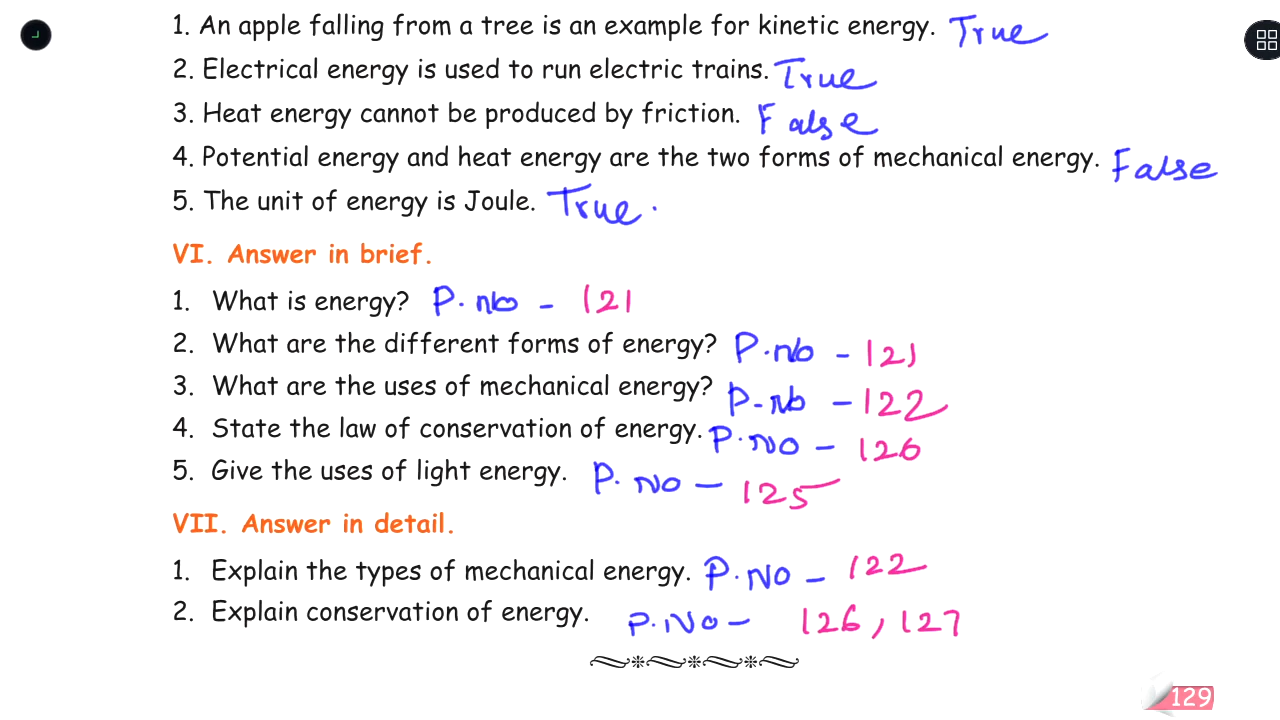 1. An apple falling from a tree is an example for kinetic energy. True
2. Electrical energy is used to run electric trains. True
3. Heat energy cannot be produced by friction. False
4. Potential energy and heat energy are the two forms of mechanical energy. False
5. The unit of energy is Joule. True.
VI. Answer in brief.
1. What is energy? P.No - 121
2. What are the different forms of energy? P.No - 121
3. What are the uses of mechanical energy? P-No - 122
4. State the law of conservation of energy. P.No - 126
5. Give the uses of light energy. P.No - 125
VII. Answer in detail.
1. Explain the types of mechanical energy. P.No - 122
2. Explain conservation of energy. P.No - 126, 127
129